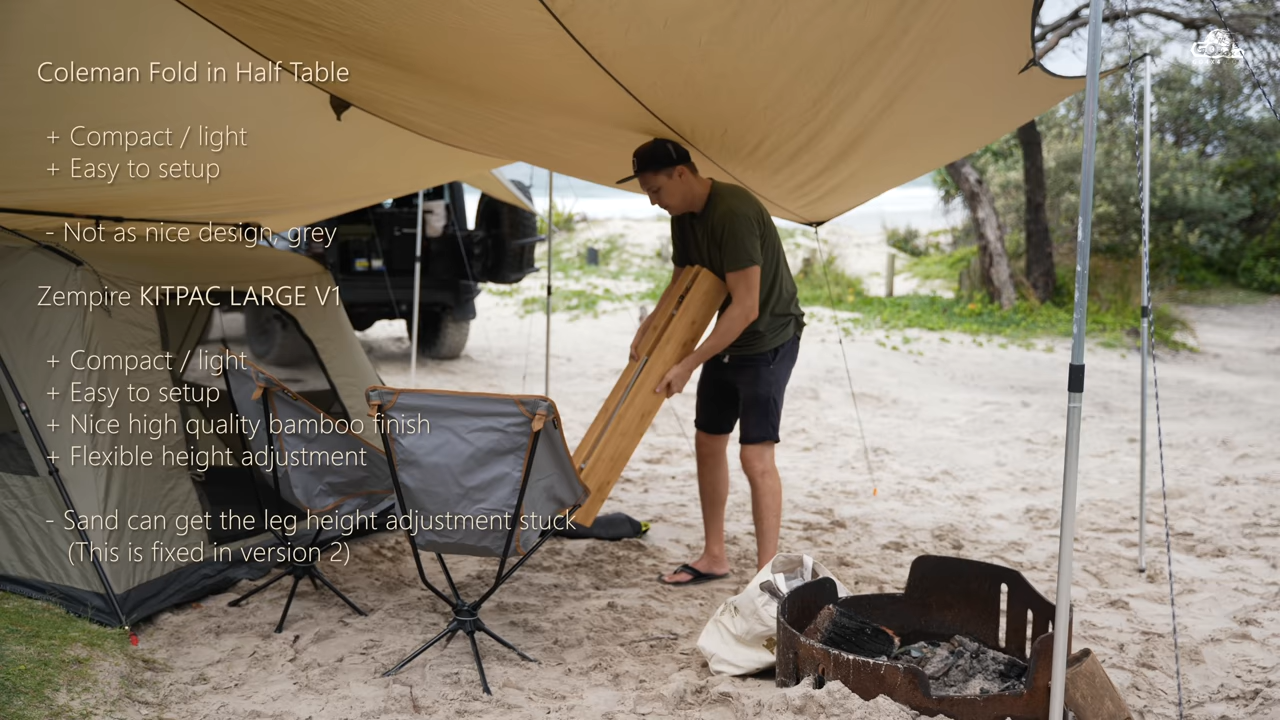 Coleman Fold in Half Table
+ Compact / light
+ Easy to setup
- Not as nice design, grey
Zempire KITPAC LARGE V1
+ Compact / light
+ Easy to setup
+ Nice high quality bamboo finish
+ Flexible height adjustment
- Sand can get the leg height adjustment stuck
(This is fixed in version 2)